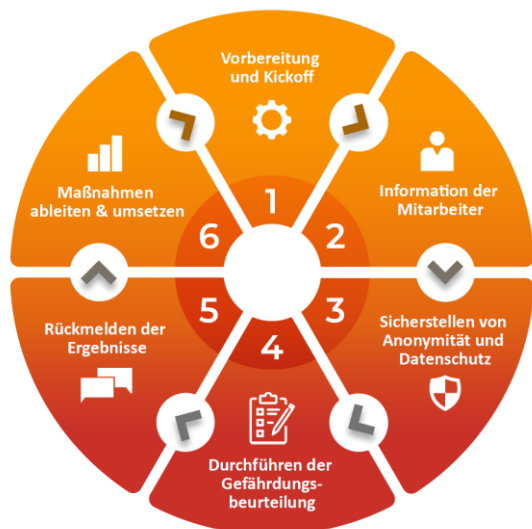 Vorbereitung
und Kickoff
1
Information der
Mitarbeiter
2
Sicherstellen von
Anonymität und
Datenschutz
3
Durchführen der
Gefährdungs-
beurteilung
4
Rückmelden der
Ergebnisse
5
Maßnahmen
ableiten & umsetzen
6